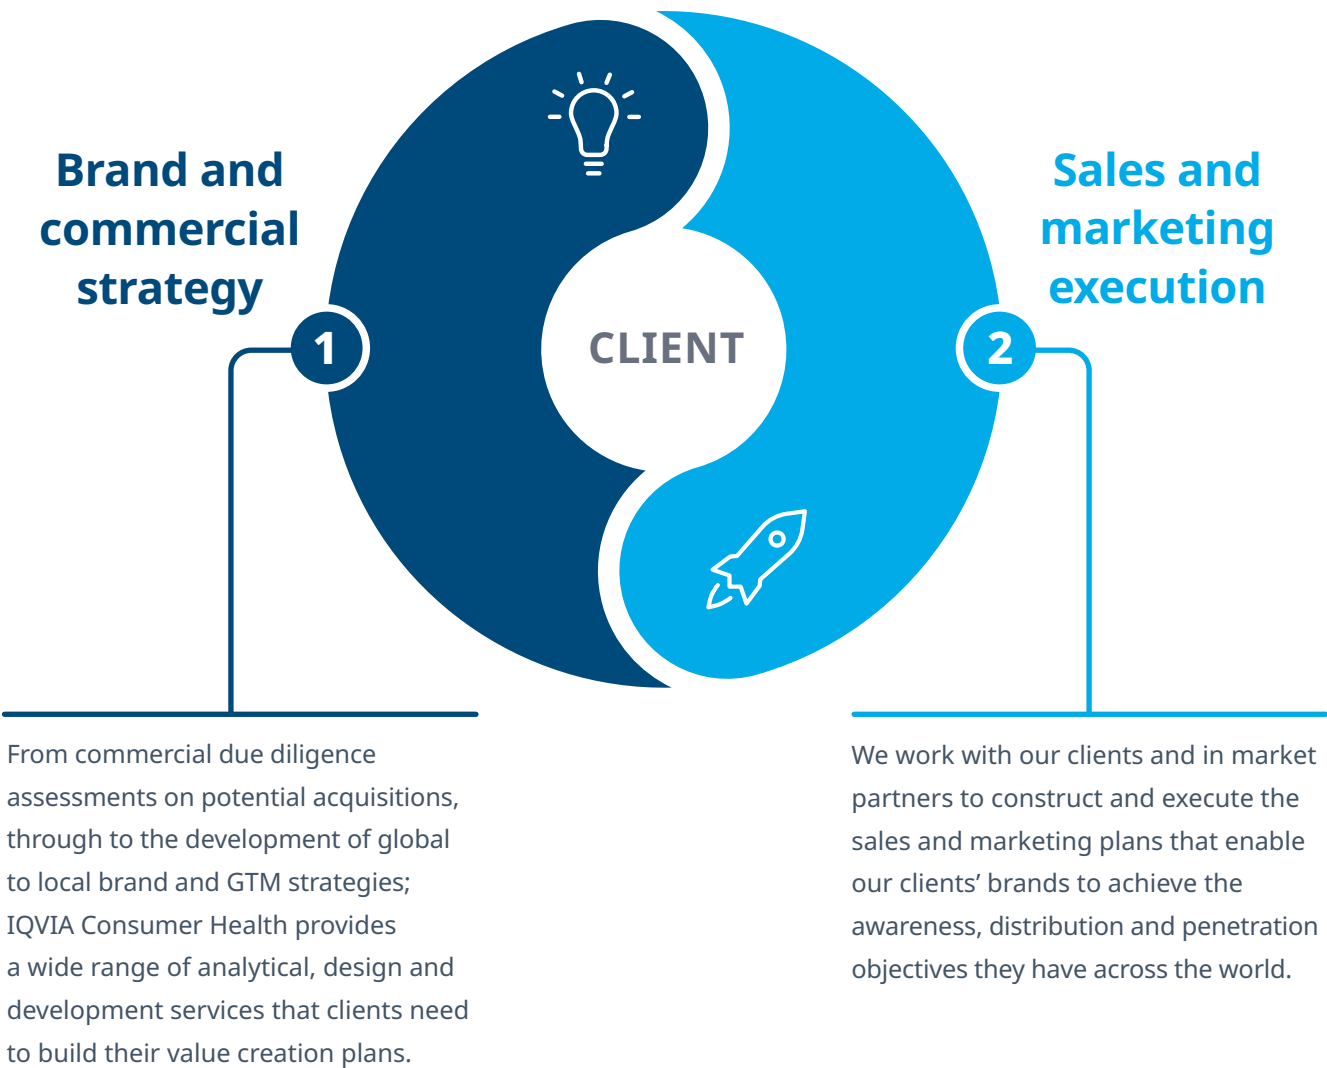 Brand and
commercial
strategy
1
CLIENT
Sales and
marketing
execution
2
From commercial due diligence
assessments on potential acquisitions,
through to the development of global
to local brand and GTM strategies;
IQVIA Consumer Health provides
a wide range of analytical, design and
development services that clients need
to build their value creation plans.
We work with our clients and in market
partners to construct and execute the
sales and marketing plans that enable
our clients’ brands to achieve the
awareness, distribution and penetration
objectives they have across the world.